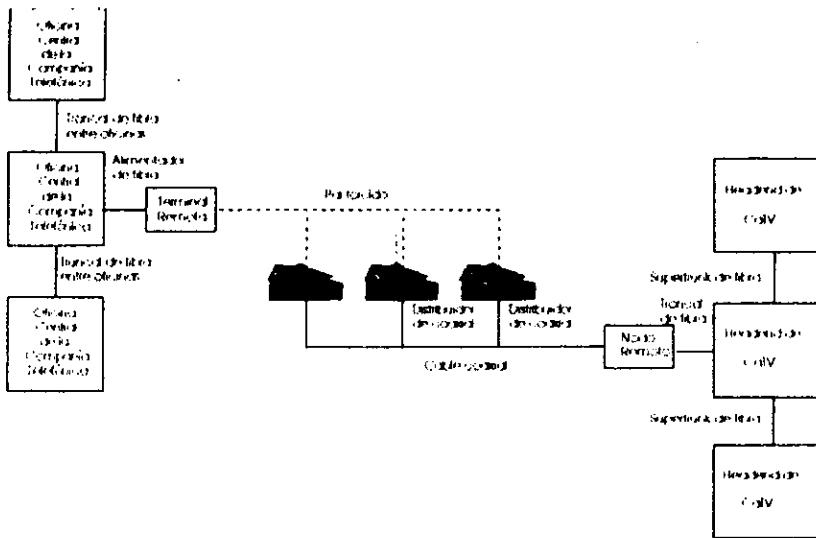 Oficina
Central
de la
Compañía
Telefónica
Troncal de fibra
entre oficinas
Oficina
Central
de la
Compañía
Telefónica
Alimentador
de fibra
Terminal
Remota
Par torcido
Troncal de fibra
entre oficinas
Oficina
Central
de la
Compañía
Telefónica
Distribuidor
de coaxial
Distribuidor
de coaxial
Cable coaxial
Nodo
Remoto
Troncal
de fibra
Headend de
CaTV
Supertrunk de fibra
Headend de
CaTV
Supertrunk de fibra
Headend de
CaTV